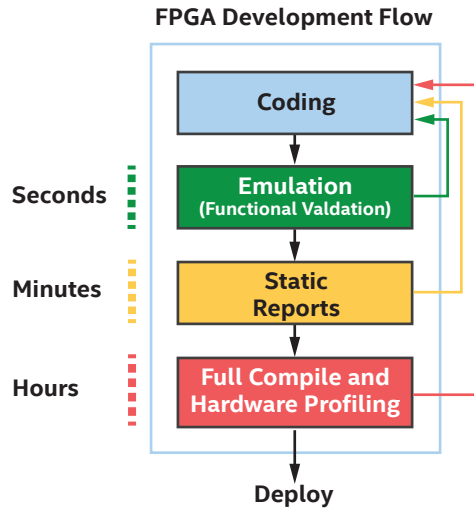 FPGA Development Flow
Coding
Seconds
Emulation
(Functional Valdation)
Minutes
Static
Reports
Hours
Full Compile and
Hardware Profiling
Deploy